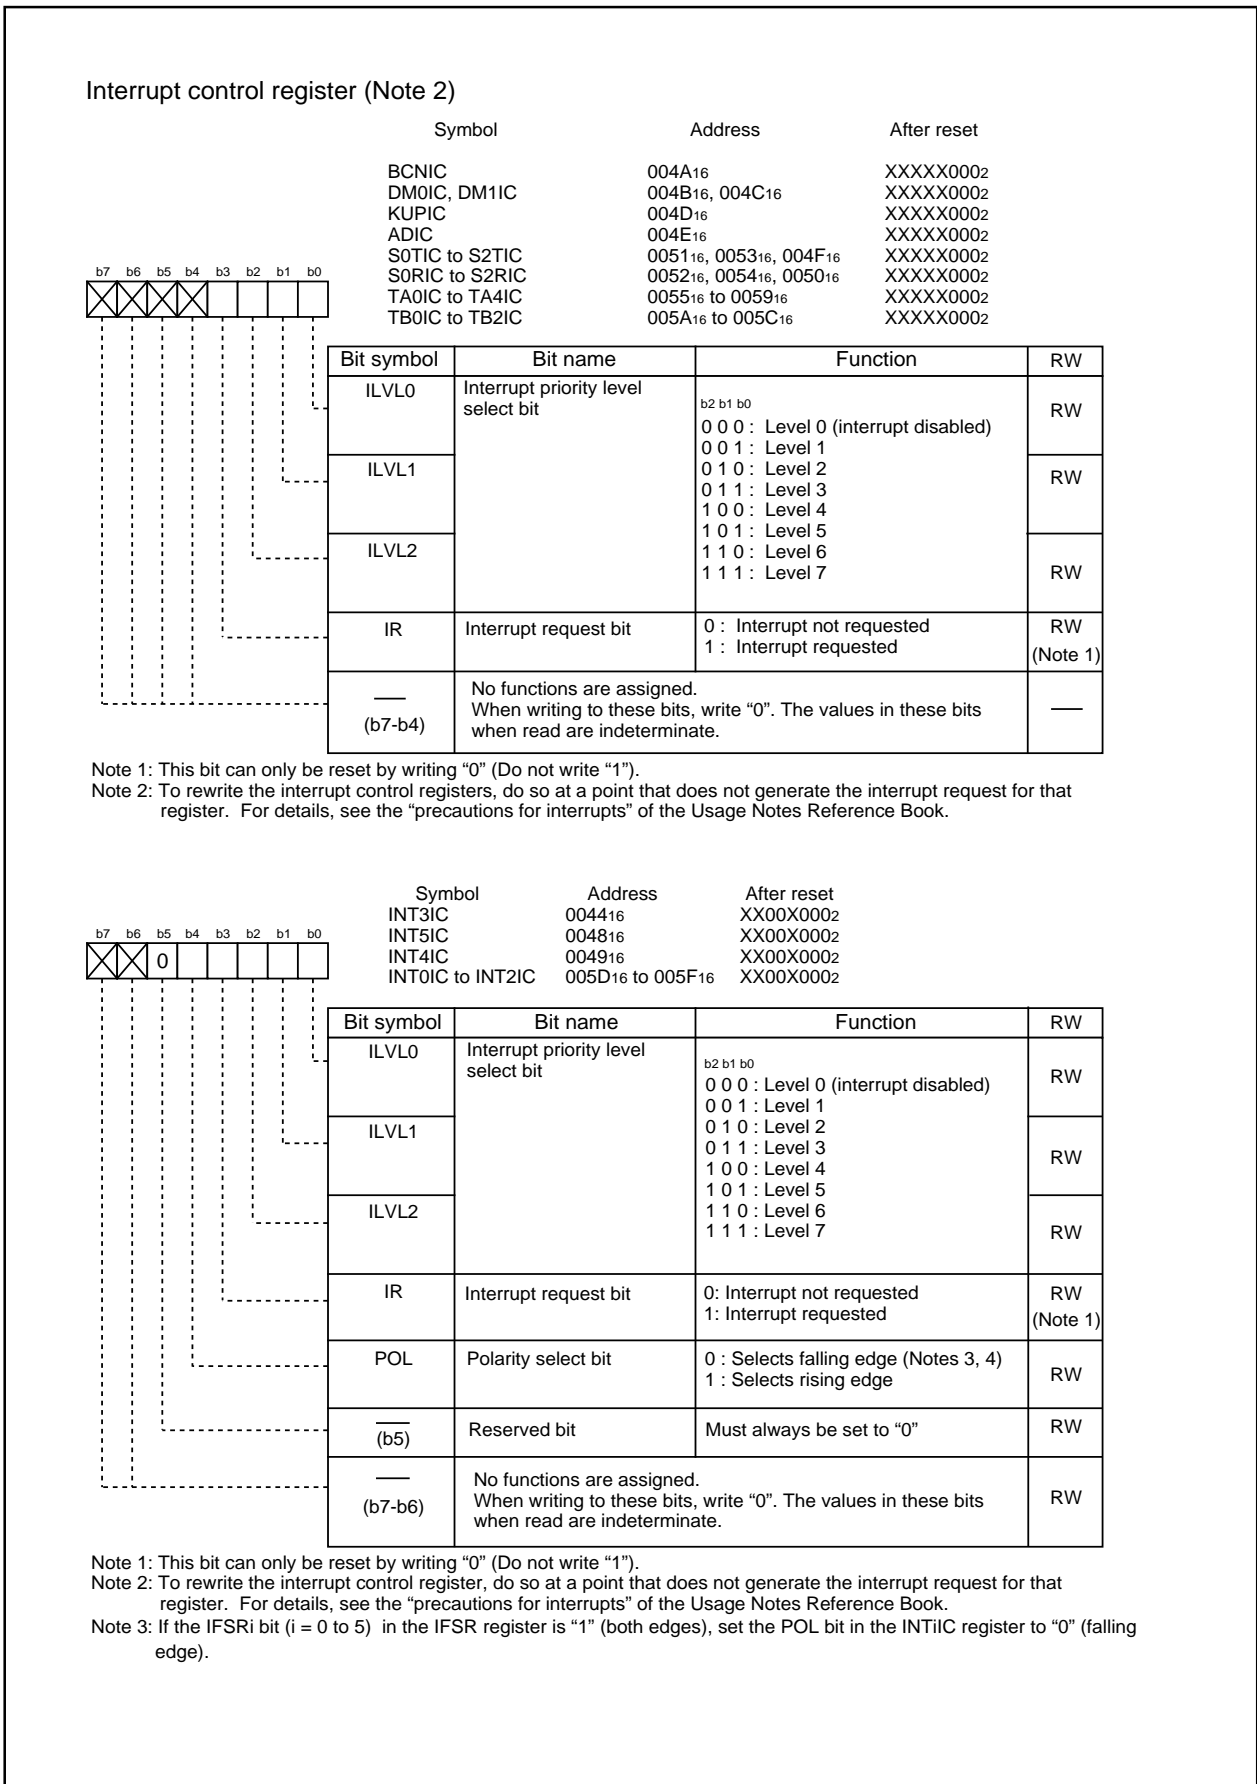 Interrupt control register (Note 2)
Symbol Address After reset
BCNIC 004A16 XXXXX0002
DM0IC, DM1IC 004B16, 004C16 XXXXX0002
KUPIC 004D16 XXXXX0002
ADIC 004E16 XXXXX0002
S0TIC to S2TIC 005116, 005316, 004F16 XXXXX0002
S0RIC to S2RIC 005216, 005416, 005016 XXXXX0002
TA0IC to TA4IC 005516 to 005916 XXXXX0002
TB0IC to TB2IC 005A16 to 005C16 XXXXX0002
b7 b6 b5 b4 b3 b2 b1 b0
Bit symbol Bit name Function RW
ILVL0 Interrupt priority level
select bit
b2 b1 b0
RW
0 0 0 : Level 0 (interrupt disabled)
0 0 1 : Level 1
ILVL1 0 1 0 : Level 2 RW
0 1 1 : Level 3
1 0 0 : Level 4
1 0 1 : Level 5
ILVL2 1 1 0 : Level 6
1 1 1 : Level 7 RW
IR Interrupt request bit 0 : Interrupt not requested RW
1 : Interrupt requested (Note 1)
— No functions are assigned. —
(b7-b4) When writing to these bits, write “0”. The values in these bits
when read are indeterminate.
Note 1: This bit can only be reset by writing “0” (Do not write “1”).
Note 2: To rewrite the interrupt control registers, do so at a point that does not generate the interrupt request for that
register. For details, see the “precautions for interrupts” of the Usage Notes Reference Book.
Symbol Address After reset
INT3IC 004416 XX00X0002
INT5IC 004816 XX00X0002
INT4IC 004916 XX00X0002
INT0IC to INT2IC 005D16 to 005F16 XX00X0002
b7 b6 b5 b4 b3 b2 b1 b0
0
Bit symbol Bit name Function RW
ILVL0 Interrupt priority level
select bit
b2 b1 b0
RW
0 0 0 : Level 0 (interrupt disabled)
0 0 1 : Level 1
ILVL1 0 1 0 : Level 2
0 1 1 : Level 3 RW
1 0 0 : Level 4
1 0 1 : Level 5
ILVL2 1 1 0 : Level 6
1 1 1 : Level 7 RW
IR Interrupt request bit 0: Interrupt not requested RW
1: Interrupt requested (Note 1)
POL Polarity select bit 0 : Selects falling edge (Notes 3, 4) RW
1 : Selects rising edge
— (b5) Reserved bit Must always be set to “0” RW
— No functions are assigned.
(b7-b6) When writing to these bits, write “0”. The values in these bits RW
when read are indeterminate.
Note 1: This bit can only be reset by writing “0” (Do not write “1”).
Note 2: To rewrite the interrupt control register, do so at a point that does not generate the interrupt request for that
register. For details, see the “precautions for interrupts” of the Usage Notes Reference Book.
Note 3: If the IFSRi bit (i = 0 to 5) in the IFSR register is “1” (both edges), set the POL bit in the INTiIC register to “0” (falling
edge).